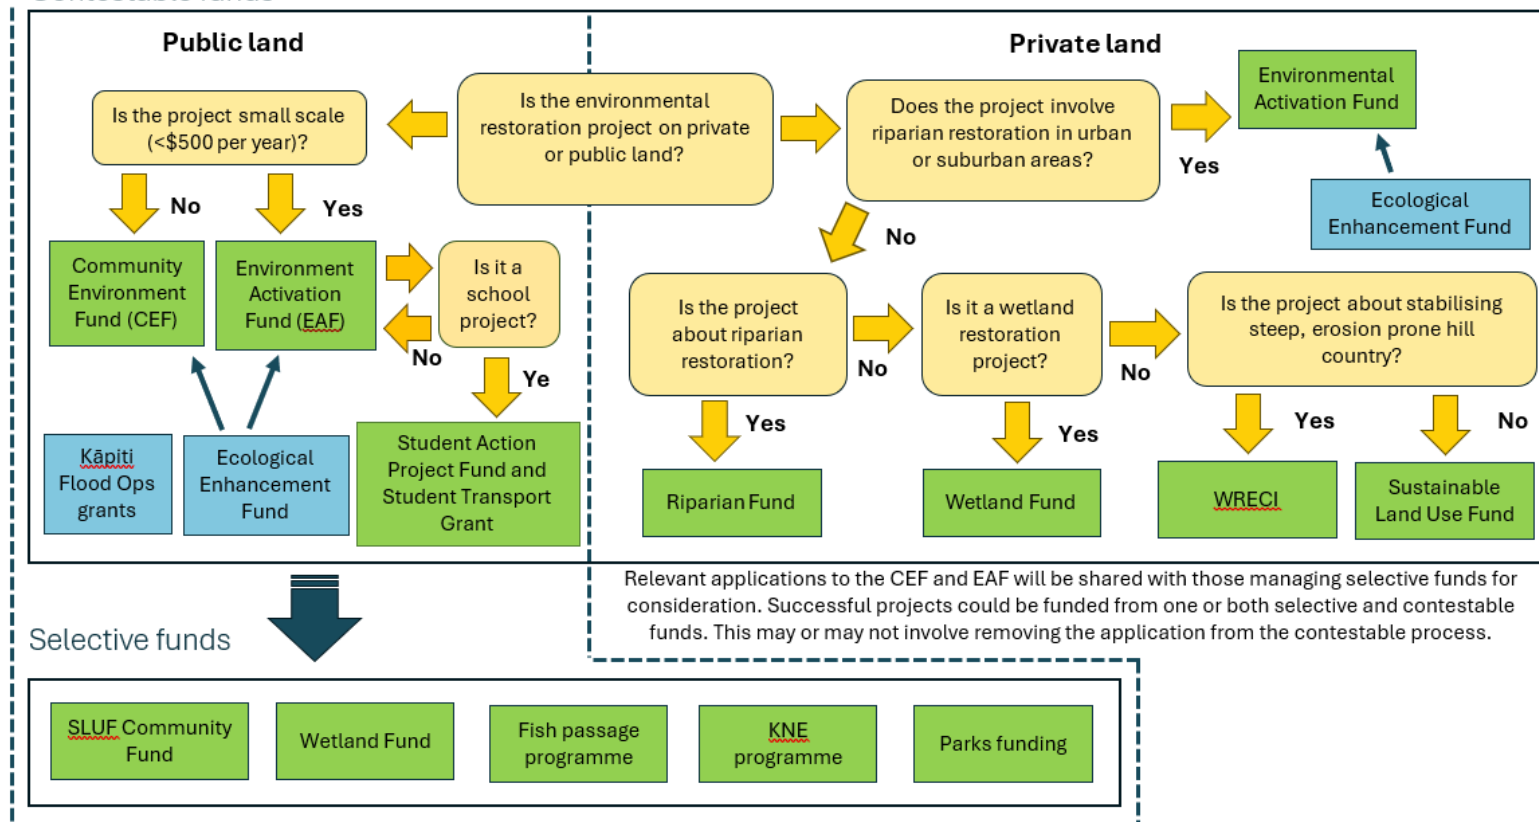 Contestable funds
Public land
Private land
Is the project small scale
(<$500 per year)?
Is the environmental
restoration project on private
or public land?
Does the project involve
riparian restoration in urban
or suburban areas?
Environmental
Activation Fund
Yes
No
Yes
Ecological
Enhancement Fund
No
Community
Environment
Fund (CEF)
Environment
Activation
Fund (EAF)
Is it a
school
project?
No
Ye
Is the project
about riparian
restoration?
No
Is it a wetland
restoration
project?
No
Is the project about stabilising
steep, erosion prone hill
country?
Yes
Yes
Yes
No
Kāpiti
Flood Ops
grants
Ecological
Enhancement
Fund
Student Action
Project Fund and
Student Transport
Grant
Riparian Fund
Wetland Fund
WRECI
Sustainable
Land Use Fund
Relevant applications to the CEF and EAF will be shared with those managing selective funds for
consideration. Successful projects could be funded from one or both selective and contestable
funds. This may or may not involve removing the application from the contestable process.
Selective funds
SLUF Community
Fund
Wetland Fund
Fish passage
programme
KNE
programme
Parks funding